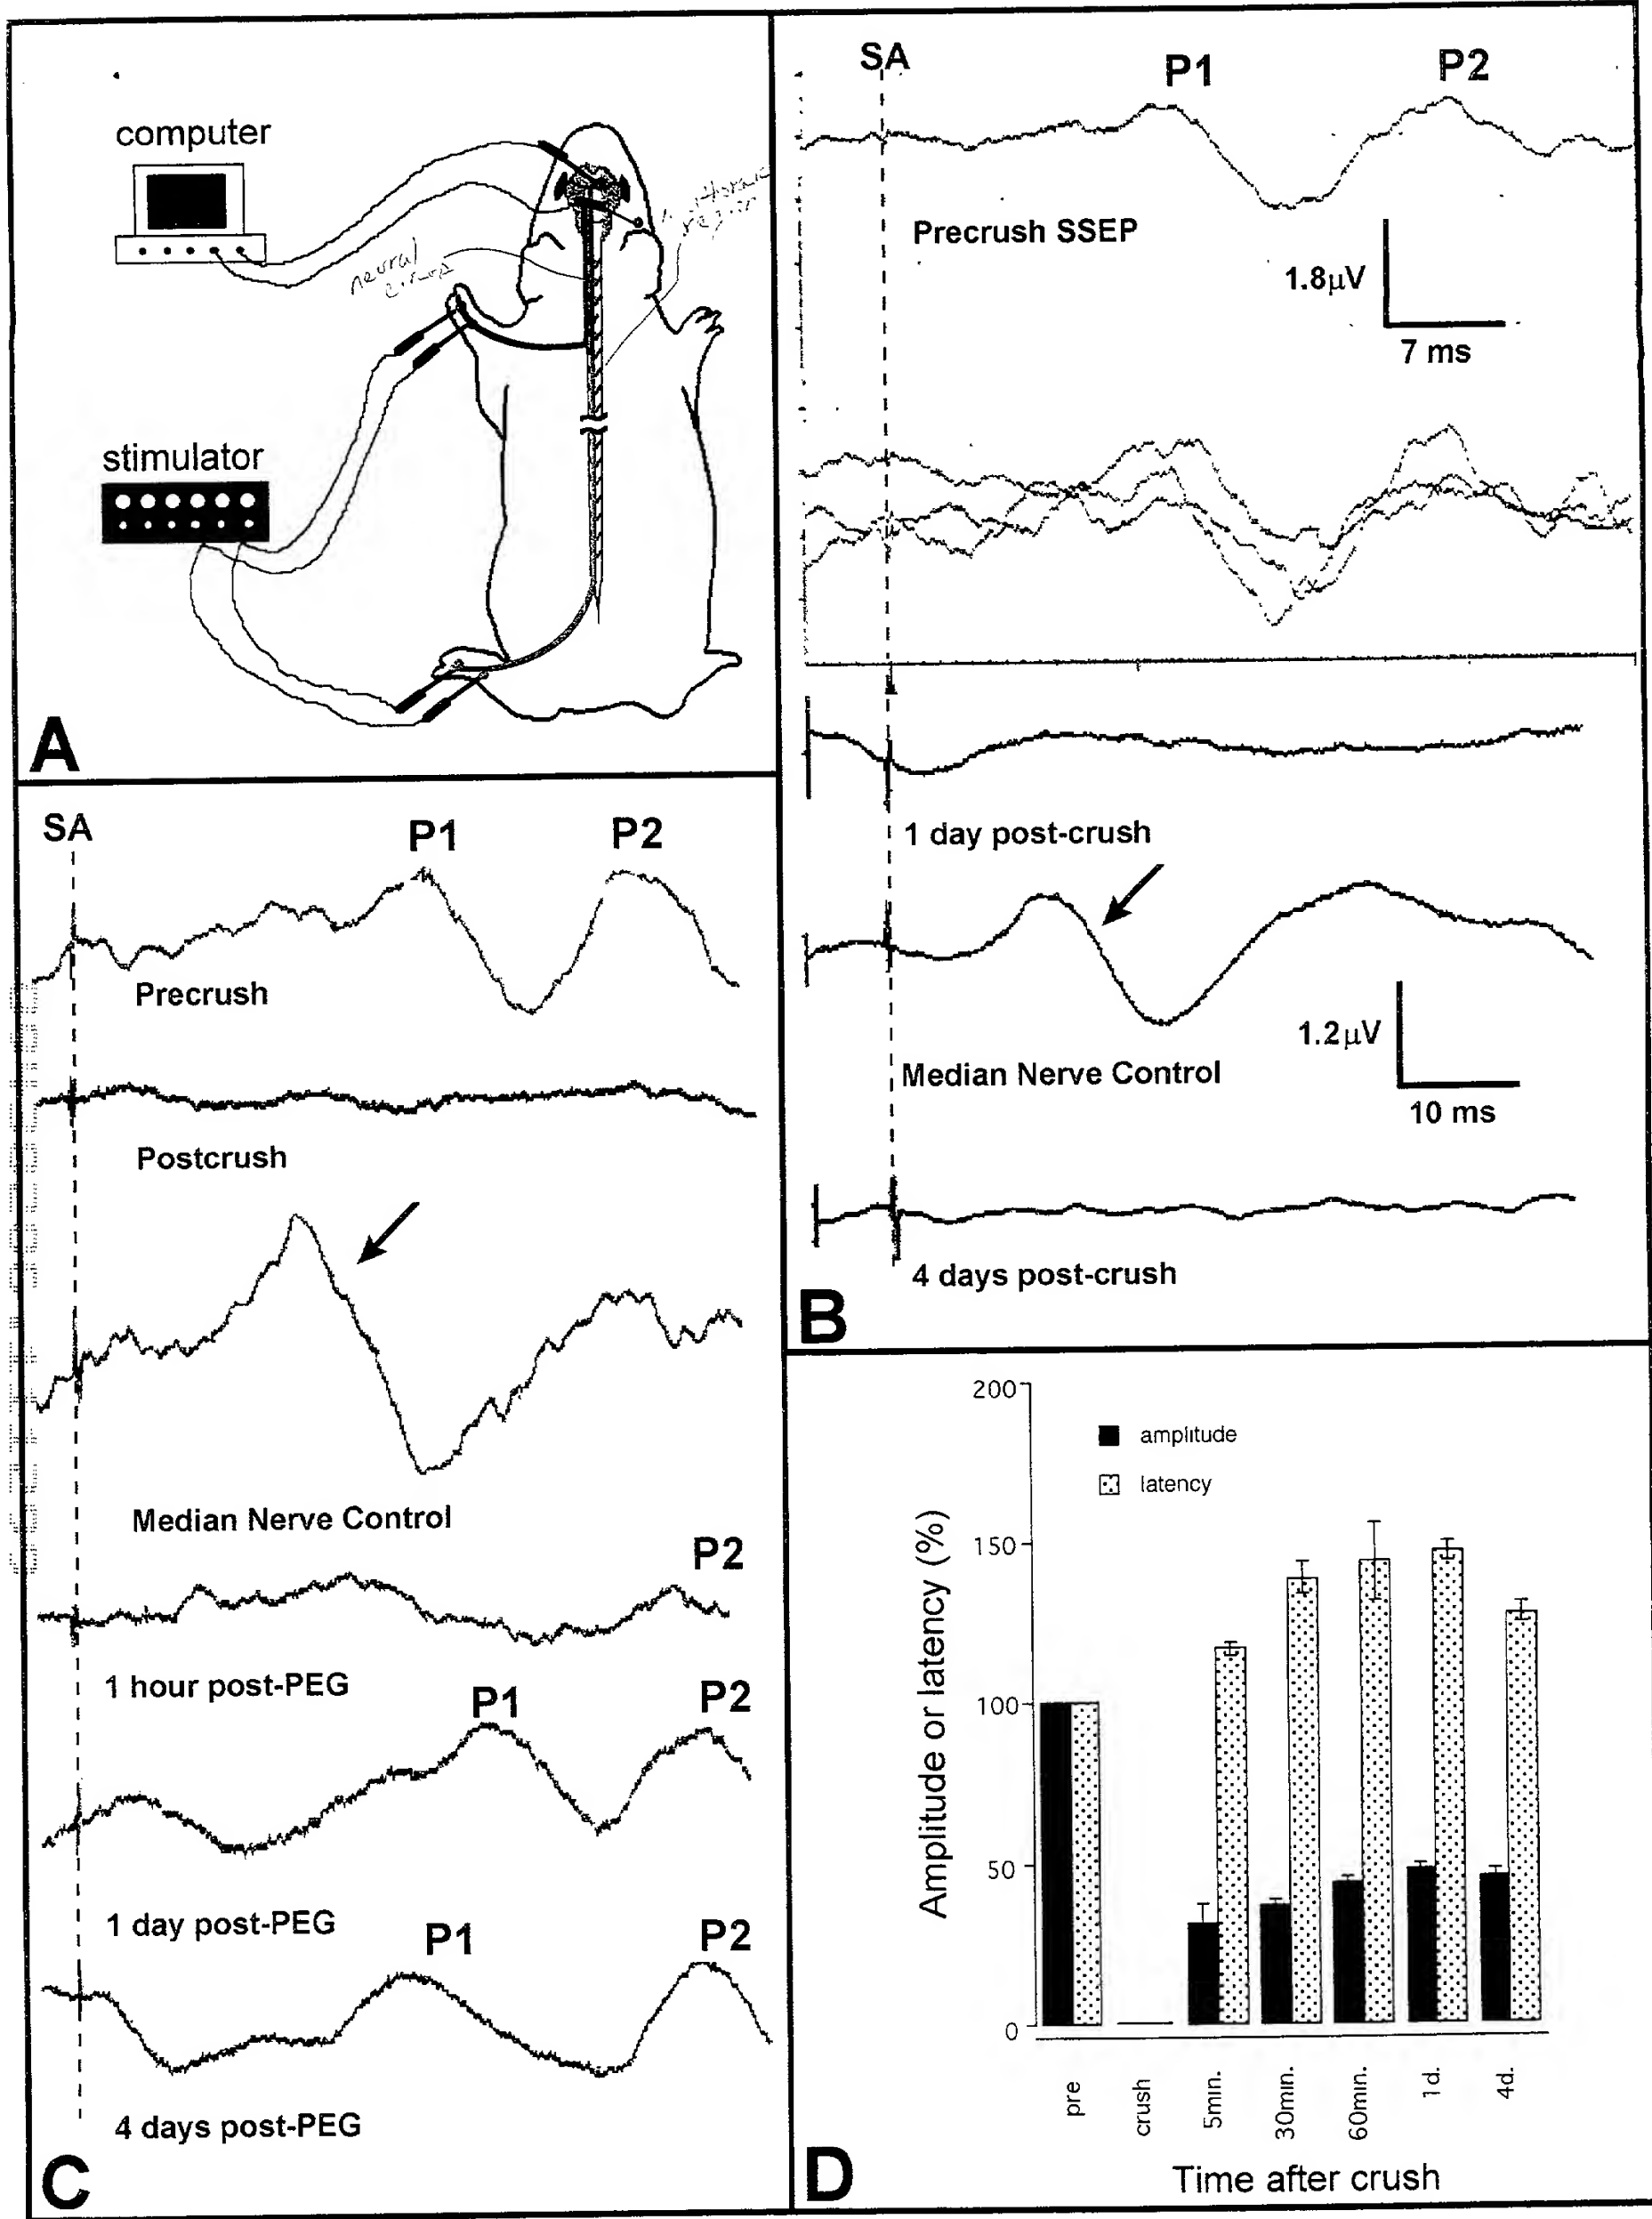 computer
neural
region
stimulator
A
SA
P1
P2
Precrush SSEP
1.8µV
7 ms
1 day post-crush
Median Nerve Control
1.2µV
10 ms
4 days post-crush
B
SA
P1
P2
Precrush
Postcrush
Median Nerve Control
P2
1 hour post-PEG
P1
P2
1 day post-PEG
P1
P2
4 days post-PEG
C
200
150
100
50
0
amplitude
latency
Amplitude or latency (%)
pre
crush
5min.
30min.
60min.
1d.
4d.
Time after crush
D